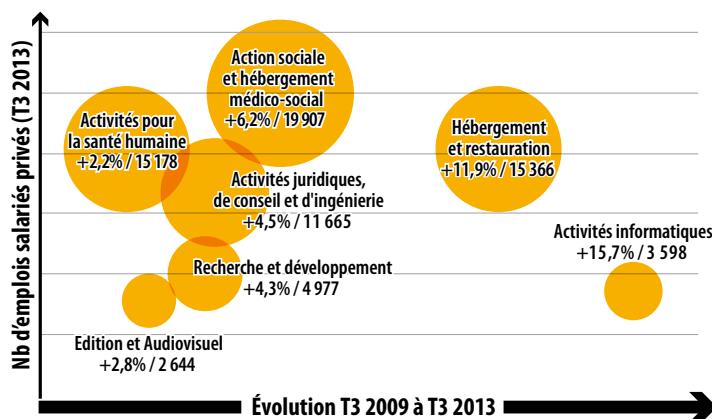 Nb d'emplois salariés privés (T3 2013)
Action sociale
et hébergement
médico-social
+6,2% / 19 907
Activités pour
la santé humaine
+2,2% / 15 178
Hébergement
et restauration
+11,9% / 15 366
Activités juridiques,
de conseil et d'ingénierie
+4,5% / 11 665
Activités informatiques
+15,7% / 3 598
Recherche et développement
+4,3% / 4 977
Edition et Audiovisuel
+2,8% / 2 644
Évolution T3 2009 à T3 2013